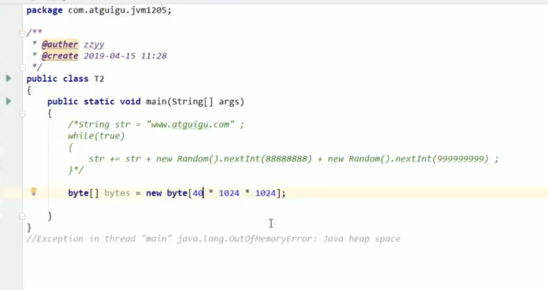 package com.atguigu.jvm1205;
/**
* @auther zzyy
* @create 2019-04-15 11:28
*/
public class T2
{
public static void main(String[] args)
{
/*String str = "www.atguigu.com" ;
while(true)
{
str += str + new Random().nextInt(88888888) + new Random().nextInt(999999999) ;
}*/
byte[] bytes = new byte[40 * 1024 * 1024];
}
}
//Exception in thread "main" java.lang.OutOfMemoryError: Java heap space